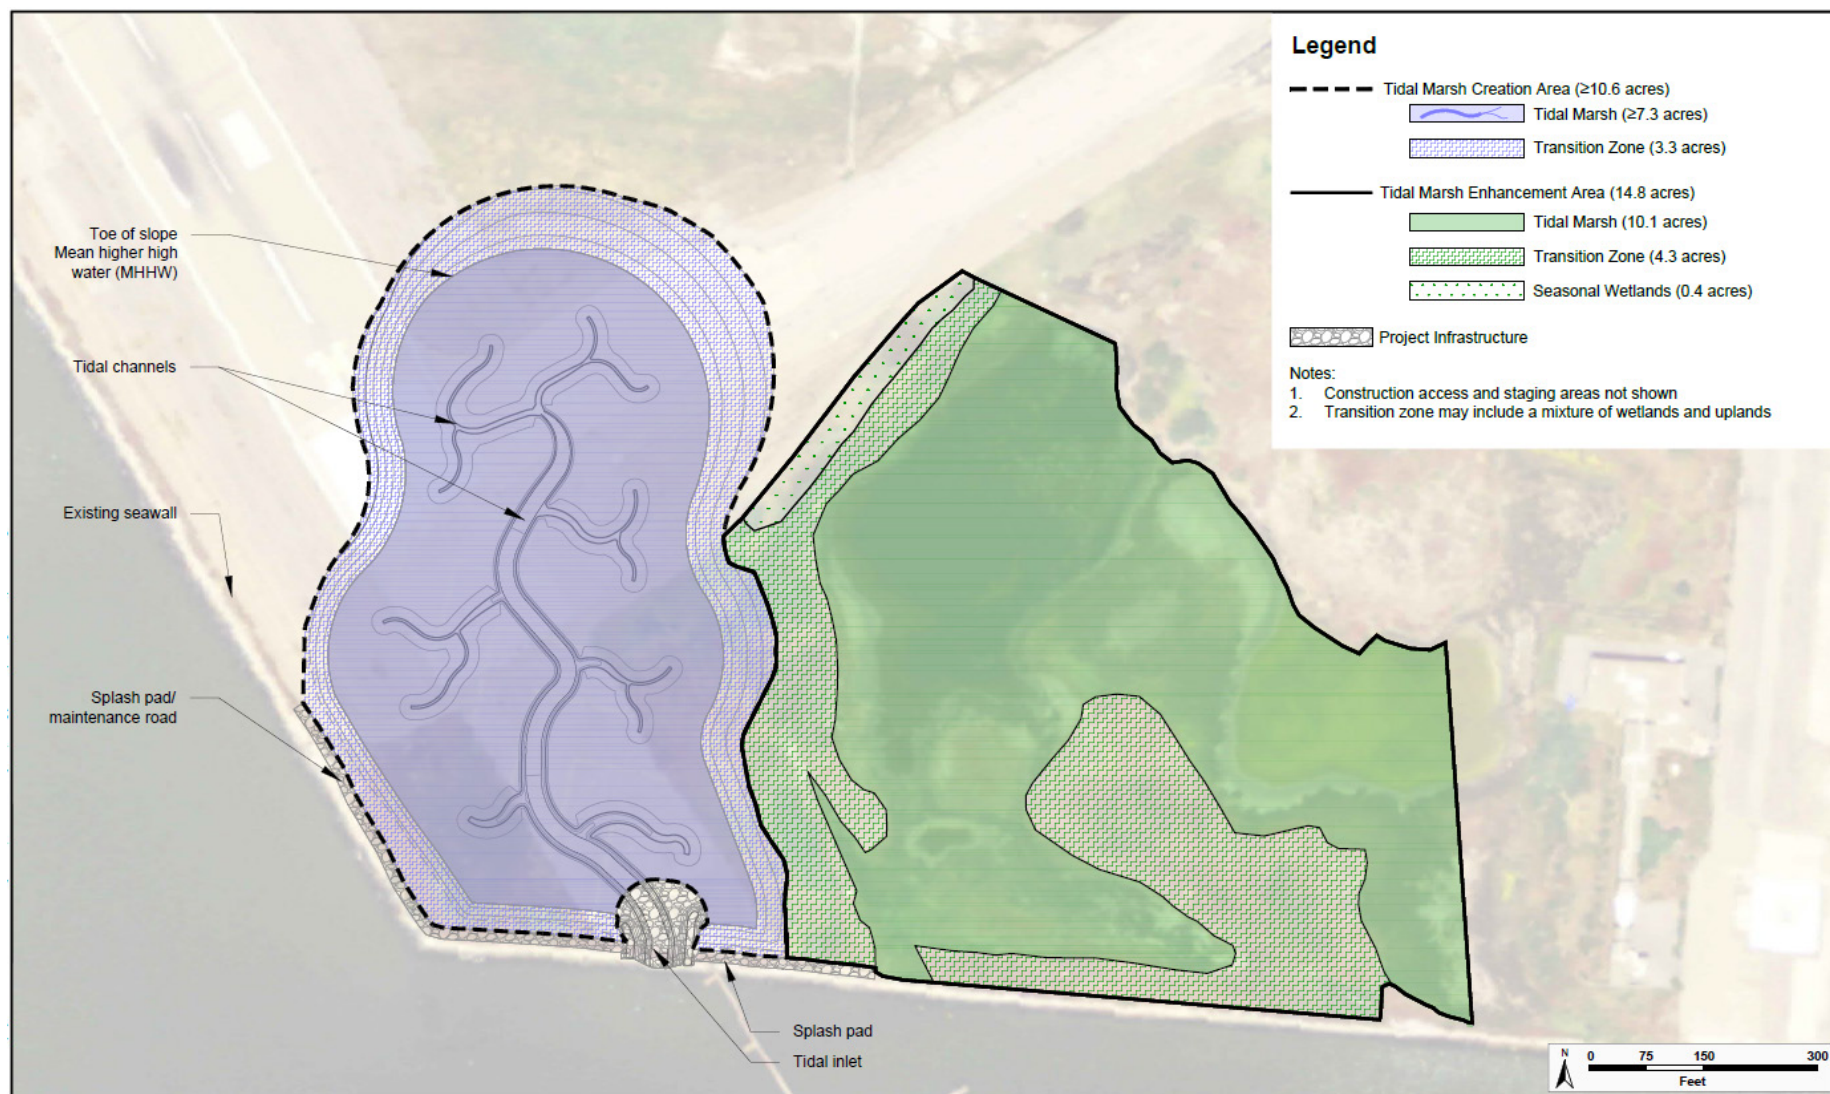 Legend
Tidal Marsh Creation Area (≥10.6 acres)
Tidal Marsh (≥7.3 acres)
Transition Zone (3.3 acres)
Tidal Marsh Enhancement Area (14.8 acres)
Tidal Marsh (10.1 acres)
Transition Zone (4.3 acres)
Seasonal Wetlands (0.4 acres)
Project Infrastructure
Notes:
1. Construction access and staging areas not shown
2. Transition zone may include a mixture of wetlands and uplands
Toe of slope
Mean higher high
water (MHHW)
Tidal channels
Existing seawall
Splash pad/
maintenance road
Splash pad
Tidal inlet
N
0 75 150 300
Feet